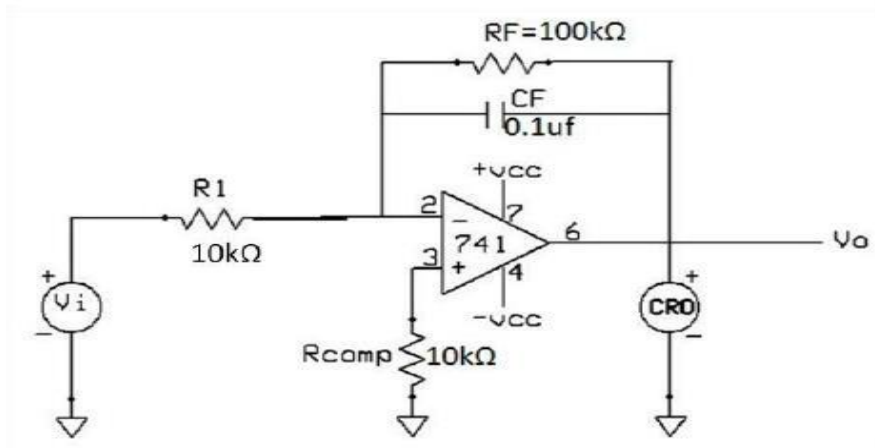 RF=100kΩ
CF
0.1uf
+Vcc
R1
10kΩ
2
-
7
741
6
3
+
4
Vo
-Vcc
+
Vi
-
+
CRO
-
Rcomp
10kΩ